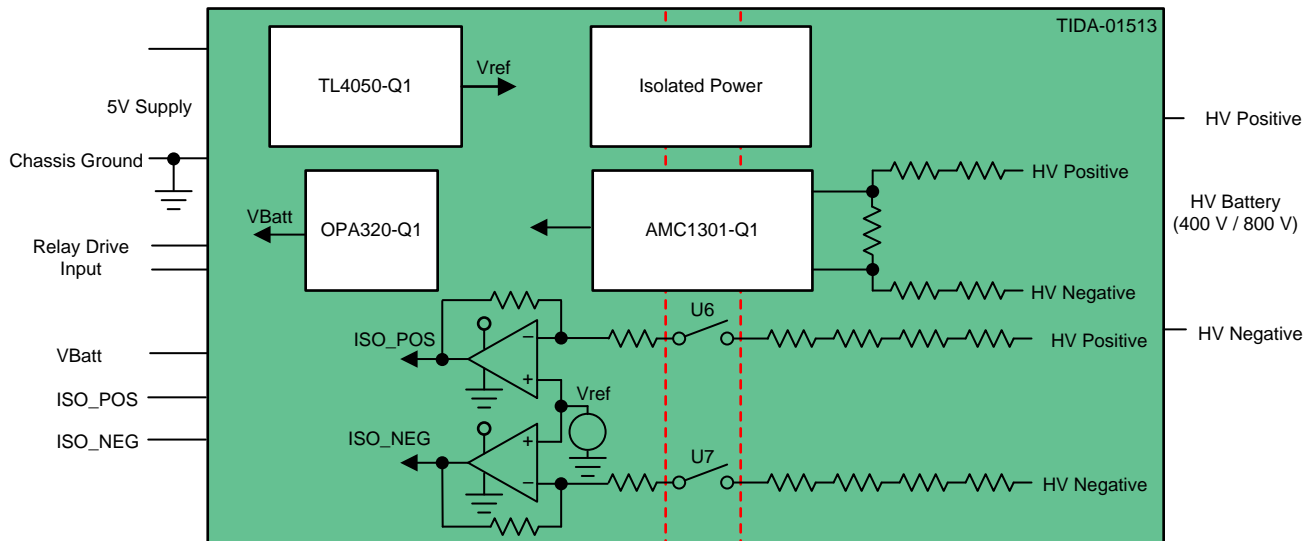 TIDA-01513
TL4050-Q1
Vref
Isolated Power
5V Supply
HV Positive
Chassis Ground
HV Positive
VBatt
OPA320-Q1
AMC1301-Q1
HV Battery
(400 V / 800 V)
Relay Drive
Input
HV Negative
U6
ISO_POS
−
HV Positive
HV Negative
VBatt
+
Vref
ISO_POS
ISO_NEG
+
ISO_NEG
U7
−
HV Negative